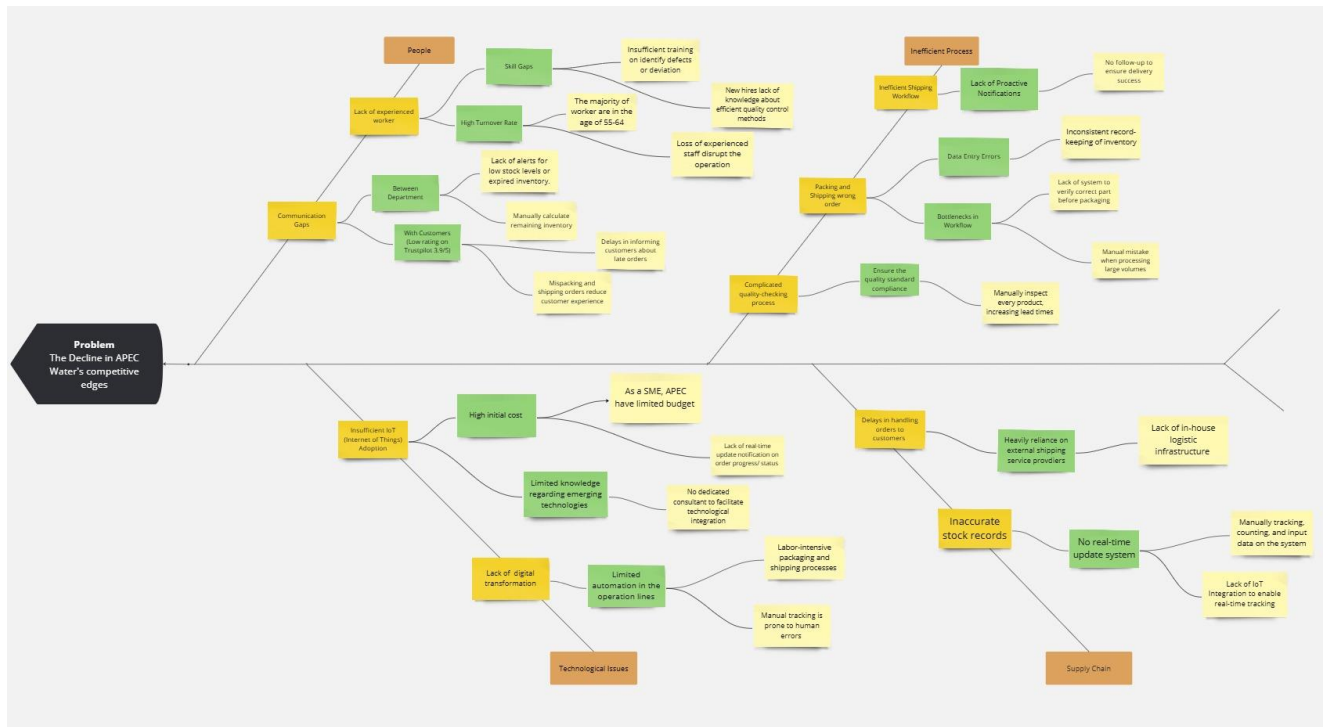 People
Skill Gaps
Insufficient training
on identify defects
or deviation
New hires lack of
knowledge about
efficient quality control
methods
Lack of experienced
worker
High Turnover Rate
The majority of
worker are in the
age of 55-64
Loss of experienced
staff disrupt the
operation
Communication
Gaps
Between
Department
Lack of alerts for
low stock levels or
expired inventory.
Manually calculate
remaining inventory
With Customers
(Low rating on
Trustpilot 3.9/5)
Delays in informing
customers about
late orders
Mispacking and
shipping orders reduce
customer experience
Inefficient Process
Inefficient Shipping
Workflow
Lack of Proactive
Notifications
No follow-up to
ensure delivery
success
Packing and
Shipping wrong
order
Data Entry Errors
Inconsistent record-
keeping of inventory
Bottlenecks in
Workflow
Lack of system to
verify correct part
before packaging
Manual mistake
when processing
large volumes
Complicated
quality-checking
process
Ensure the
quality standard
compliance
Manually inspect
every product,
increasing lead times
Problem
The Decline in APEC
Water's competitive
edges
Insufficient IoT
(Internet of Things)
Adoption
High initial cost
As a SME, APEC
have limited budget
Lack of real-time
update notification on
order progress/ status
Limited knowledge
regarding emerging
technologies
No dedicated
consultant to facilitate
technological
integration
Lack of digital
transformation
Limited
automation in the
operation lines
Labor-intensive
packaging and
shipping processes
Manual tracking is
prone to human
errors
Technological Issues
Delays in handling
orders to
customers
Heavily reliance on
external shipping
service provdiers
Lack of in-house
logistic
infrastructure
Inaccurate
stock records
No real-time
update system
Manually tracking,
counting, and input
data on the system
Lack of IoT
Integration to enable
real-time tracking
Supply Chain